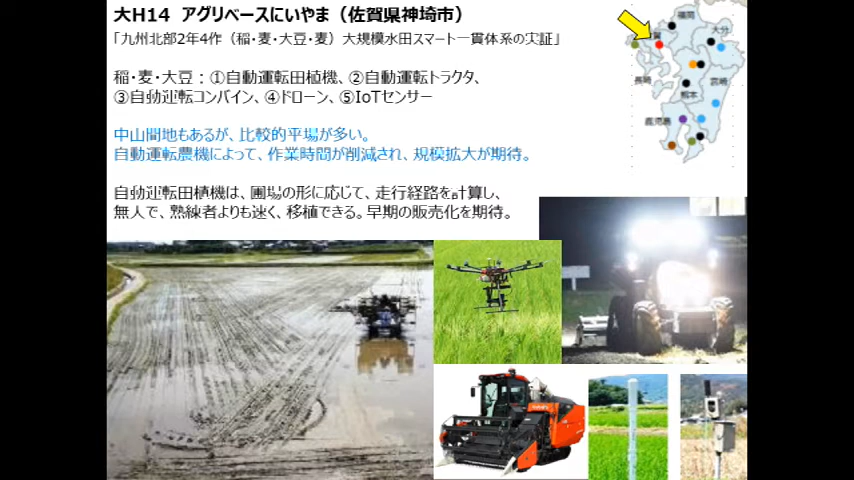 大H14 アグリベースにいやま（佐賀県神埼市）
「九州北部2年4作（稲・麦・大豆・麦）大規模水田スマート一貫体系の実証」
稲・麦・大豆：①自動運転田植機、②自動運転トラクタ、
③自動運転コンバイン、④ドローン、⑤IoTセンサー
中山間地もあるが、比較的平場が多い。
自動運転農機によって、作業時間が削減され、規模拡大が期待。
自動運転田植機は、圃場の形に応じて、走行経路を計算し、
無人で、熟練者よりも速く、移植できる。早期の販売化を期待。
福岡
大分
賀
長崎
熊本
宮崎
鹿児島